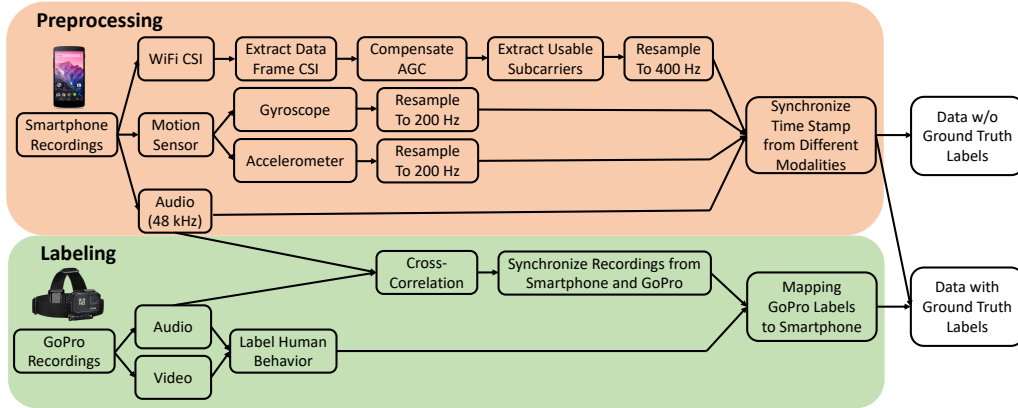 Preprocessing
WiFi CSI
Extract Data
Frame CSI
Compensate
AGC
Extract Usable
Subcarriers
Resample
To 400 Hz
Smartphone
Recordings
Motion
Sensor
Gyroscope
Resample
To 200 Hz
Accelerometer
Resample
To 200 Hz
Audio
(48 kHz)
Synchronize
Time Stamp
from Different
Modalities
Data w/o
Ground Truth
Labels
Labeling
GoPro
Recordings
Audio
Video
Label Human
Behavior
Cross-
Correlation
Synchronize Recordings from
Smartphone and GoPro
Mapping
GoPro Labels
to Smartphone
Data with
Ground Truth
Labels